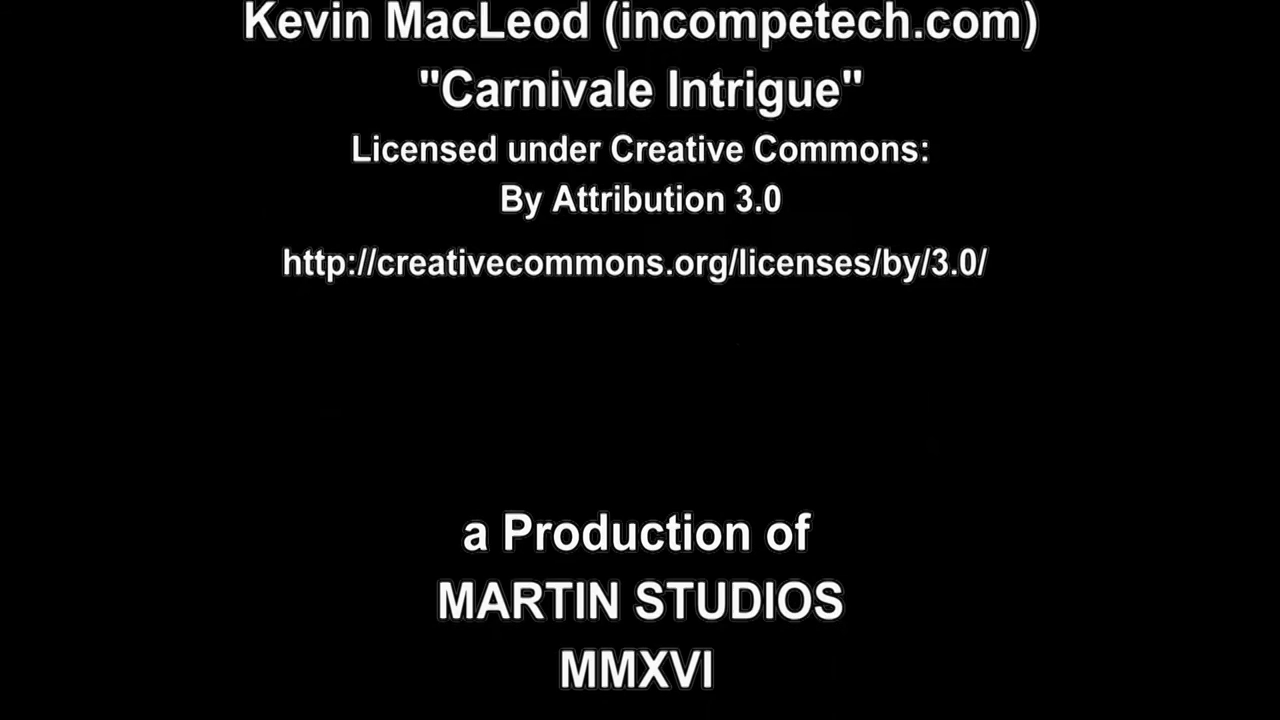 Kevin MacLeod (incompetech.com)
"Carnivale Intrigue"
Licensed under Creative Commons:
By Attribution 3.0
http://creativecommons.org/licenses/by/3.0/
a Production of
MARTIN STUDIOS
MMXVI